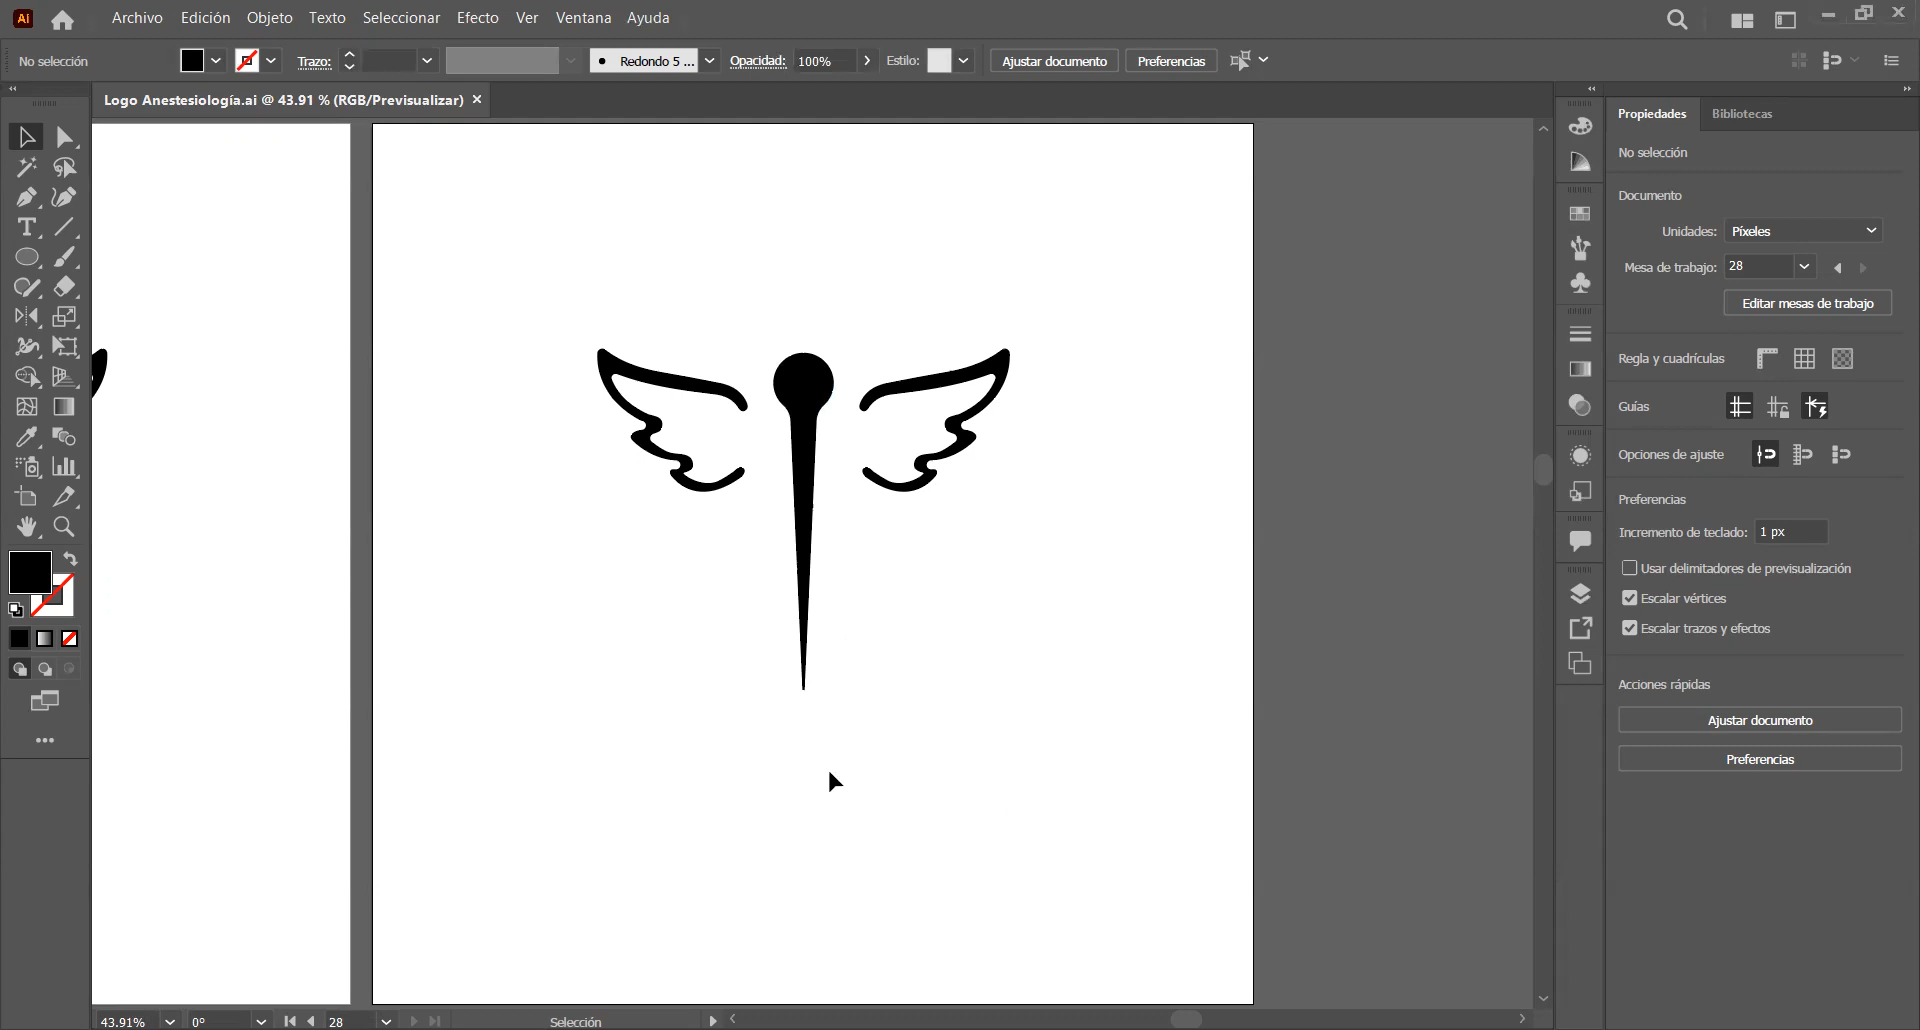 Ai
Archivo Edición Objeto Texto Seleccionar Efecto Ver Ventana Ayuda
No selección
Trazo:
Redondo 5 ...
Opacidad: 100%
Estilo:
Ajustar documento
Preferencias
Logo Anestesiología.ai @ 43.91 % (RGB/Previsualizar)
Propiedades
Bibliotecas
No selección
Documento
Unidades: Píxeles
Mesa de trabajo: 28
Editar mesas de trabajo
Regla y cuadrículas
Guías
Opciones de ajuste
Preferencias
Incremento de teclado: 1 px
Usar delimitadores de previsualización
Escalar vértices
Escalar trazos y efectos
Acciones rápidas
Ajustar documento
Preferencias
43.91% 0° 28 Selección